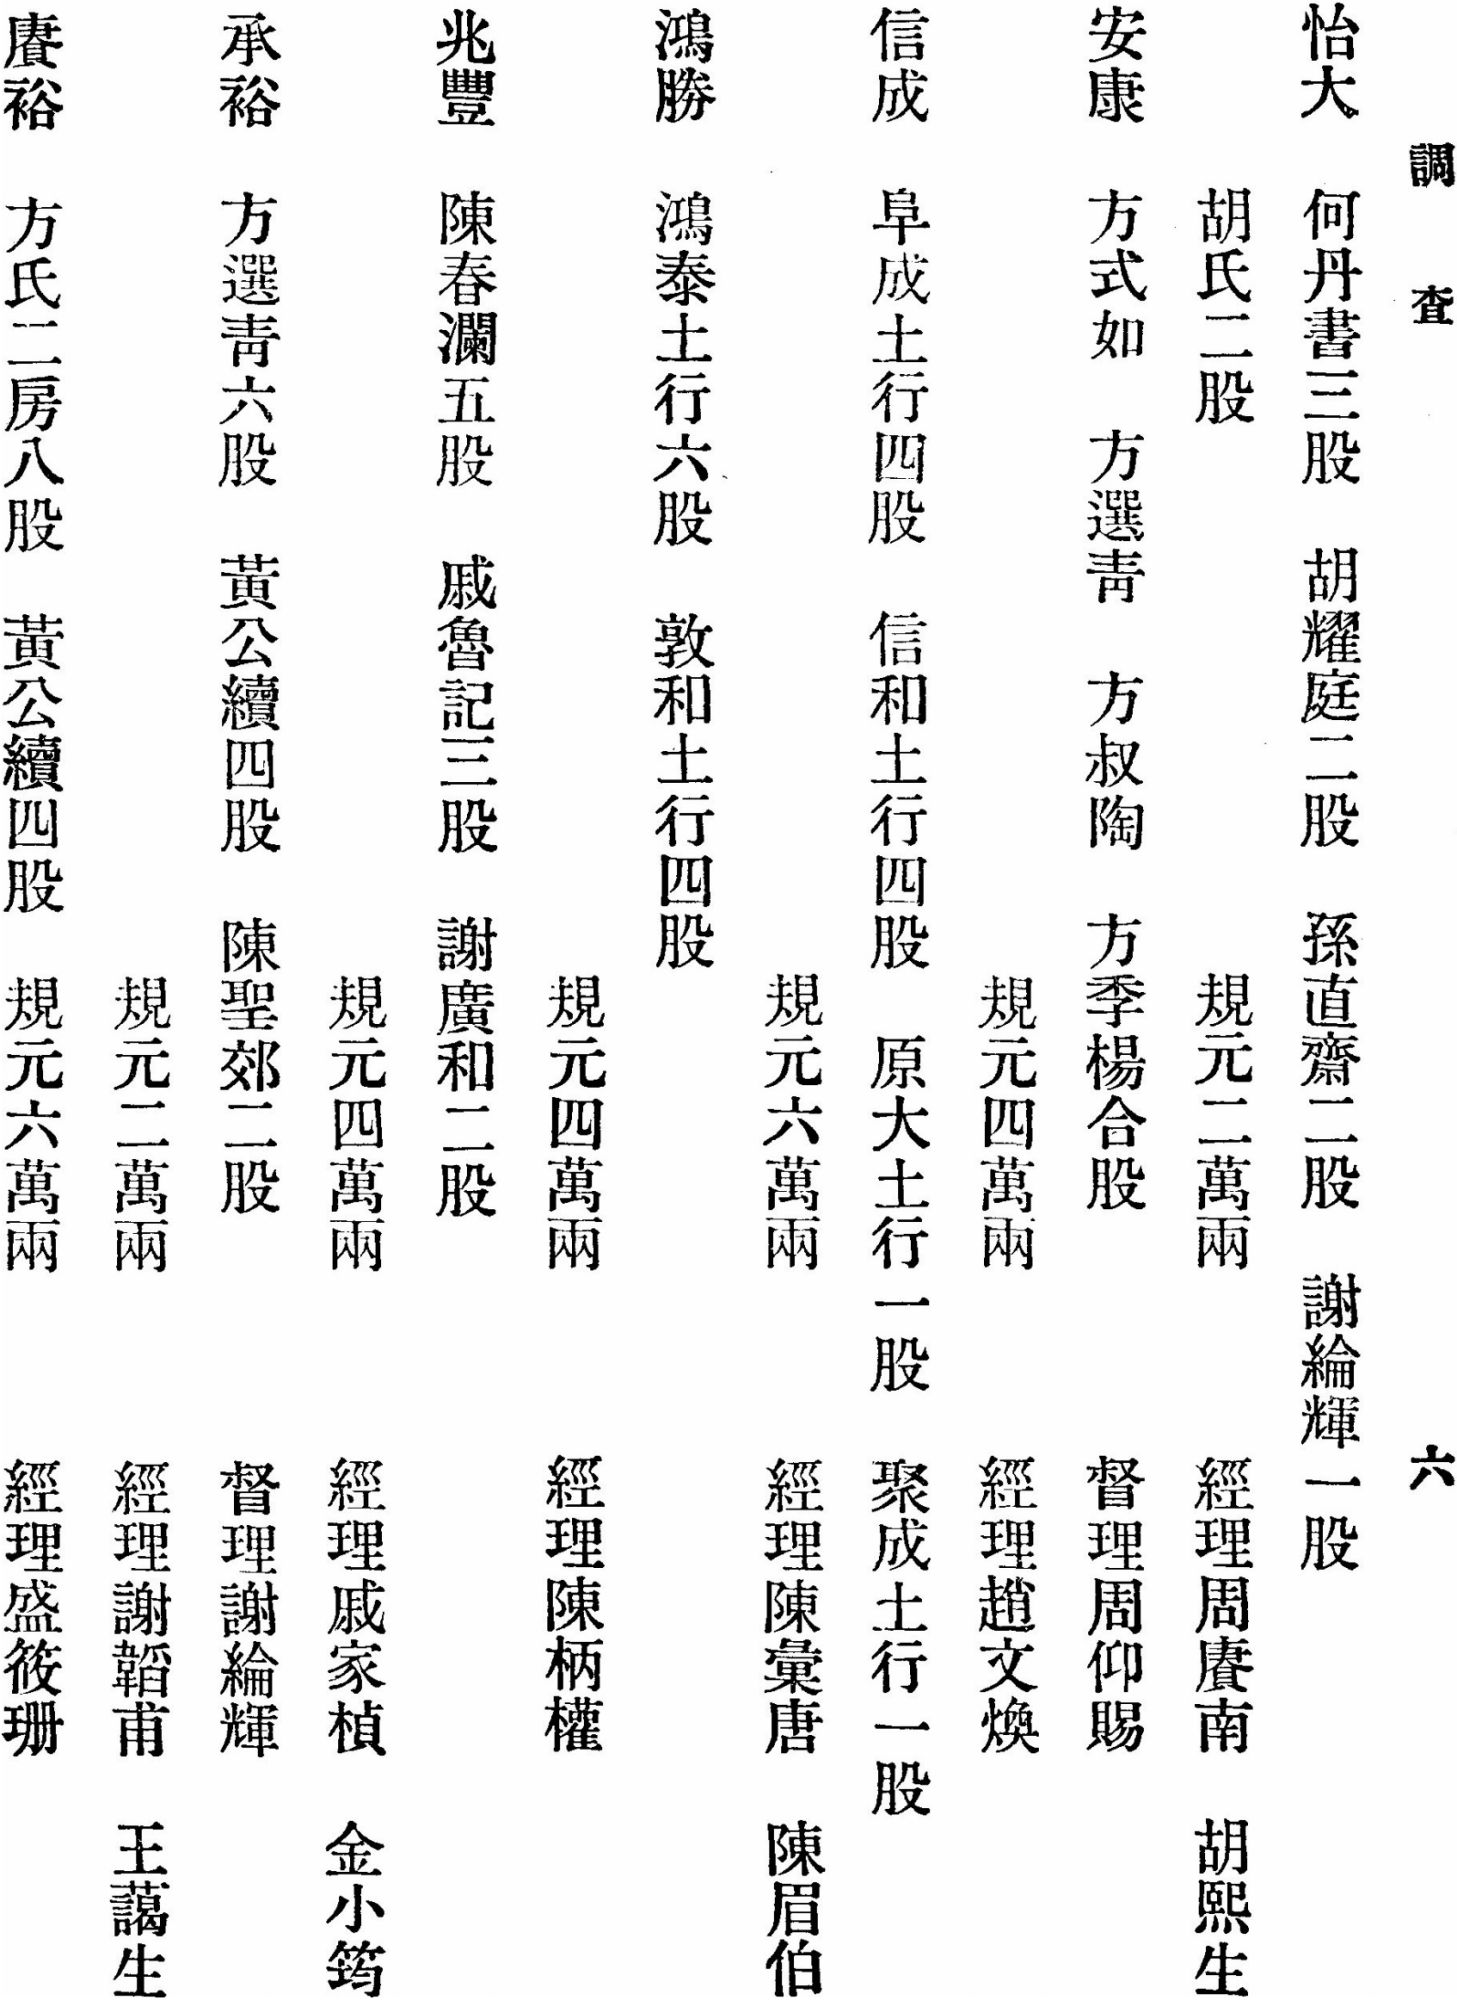 調查　六
怡大　何丹書三股　胡耀庭二股　孫直齋二股　謝綸輝一股
胡氏二股　規元二萬兩　經理周賡南　胡熙生
安康　方式如　方選青　方叔陶　方季楊合股　督理周仰賜
規元四萬兩　經理趙文煥
信成　阜成土行四股　信和土行四股　原大土行一股　聚成土行一股
規元六萬兩　經理陳彙唐　陳眉伯
鴻勝　鴻泰土行六股　敦和土行四股
規元四萬兩　經理陳柄權
兆豐　陳春瀾五股　戚魯記三股　謝廣和二股
規元四萬兩　經理戚家楨　金小筠
承裕　方選青六股　黃公續四股　陳聖郊二股　督理謝綸輝
規元二萬兩　經理謝韜甫　王藹生
賡裕　方氏二房八股　黃公續四股　規元六萬兩　經理盛筱珊